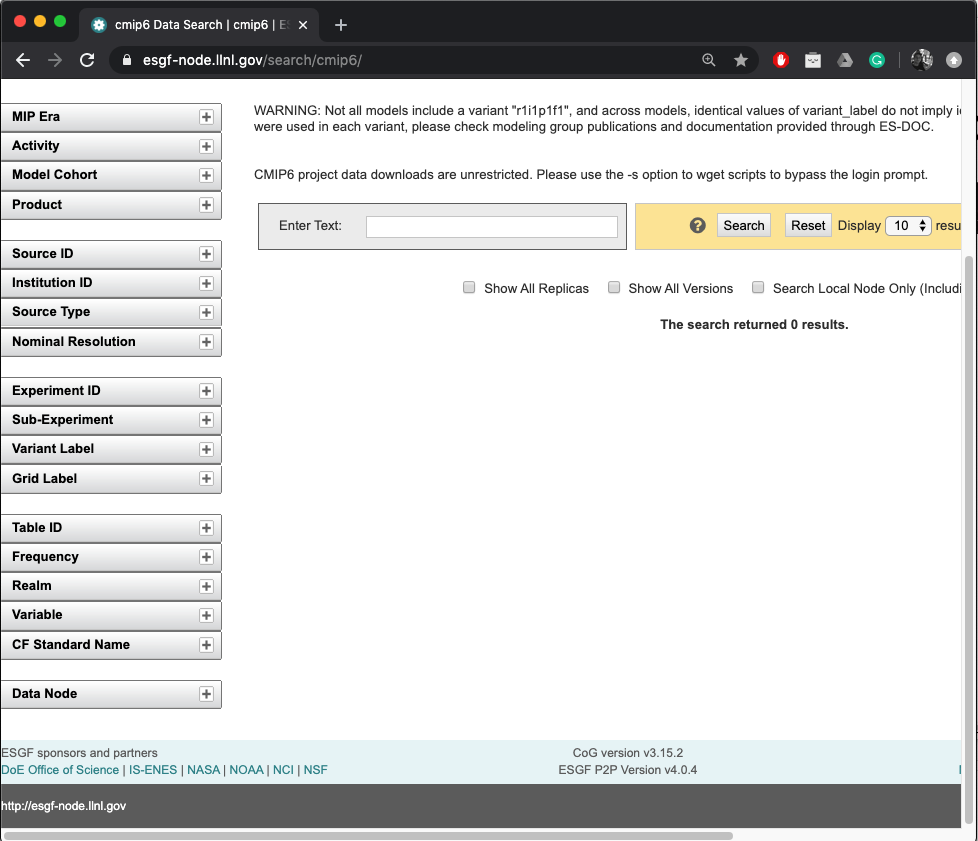 cmip6 Data Search | cmip6 | ES
esgf-node.llnl.gov/search/cmip6/
MIP Era
Activity
Model Cohort
Product
Source ID
Institution ID
Source Type
Nominal Resolution
Experiment ID
Sub-Experiment
Variant Label
Grid Label
Table ID
Frequency
Realm
Variable
CF Standard Name
Data Node
WARNING: Not all models include a variant "r1i1p1f1", and across models, identical values of variant_label do not imply
were used in each variant, please check modeling group publications and documentation provided through ES-DOC.
CMIP6 project data downloads are unrestricted. Please use the -s option to wget scripts to bypass the login prompt.
Enter Text:
? Search Reset Display 10 resu
Show All Replicas Show All Versions Search Local Node Only (Includi
The search returned 0 results.
ESGF sponsors and partners
DoE Office of Science | IS-ENES | NASA | NOAA | NCI | NSF
CoG version v3.15.2
ESGF P2P Version v4.0.4
http://esgf-node.llnl.gov